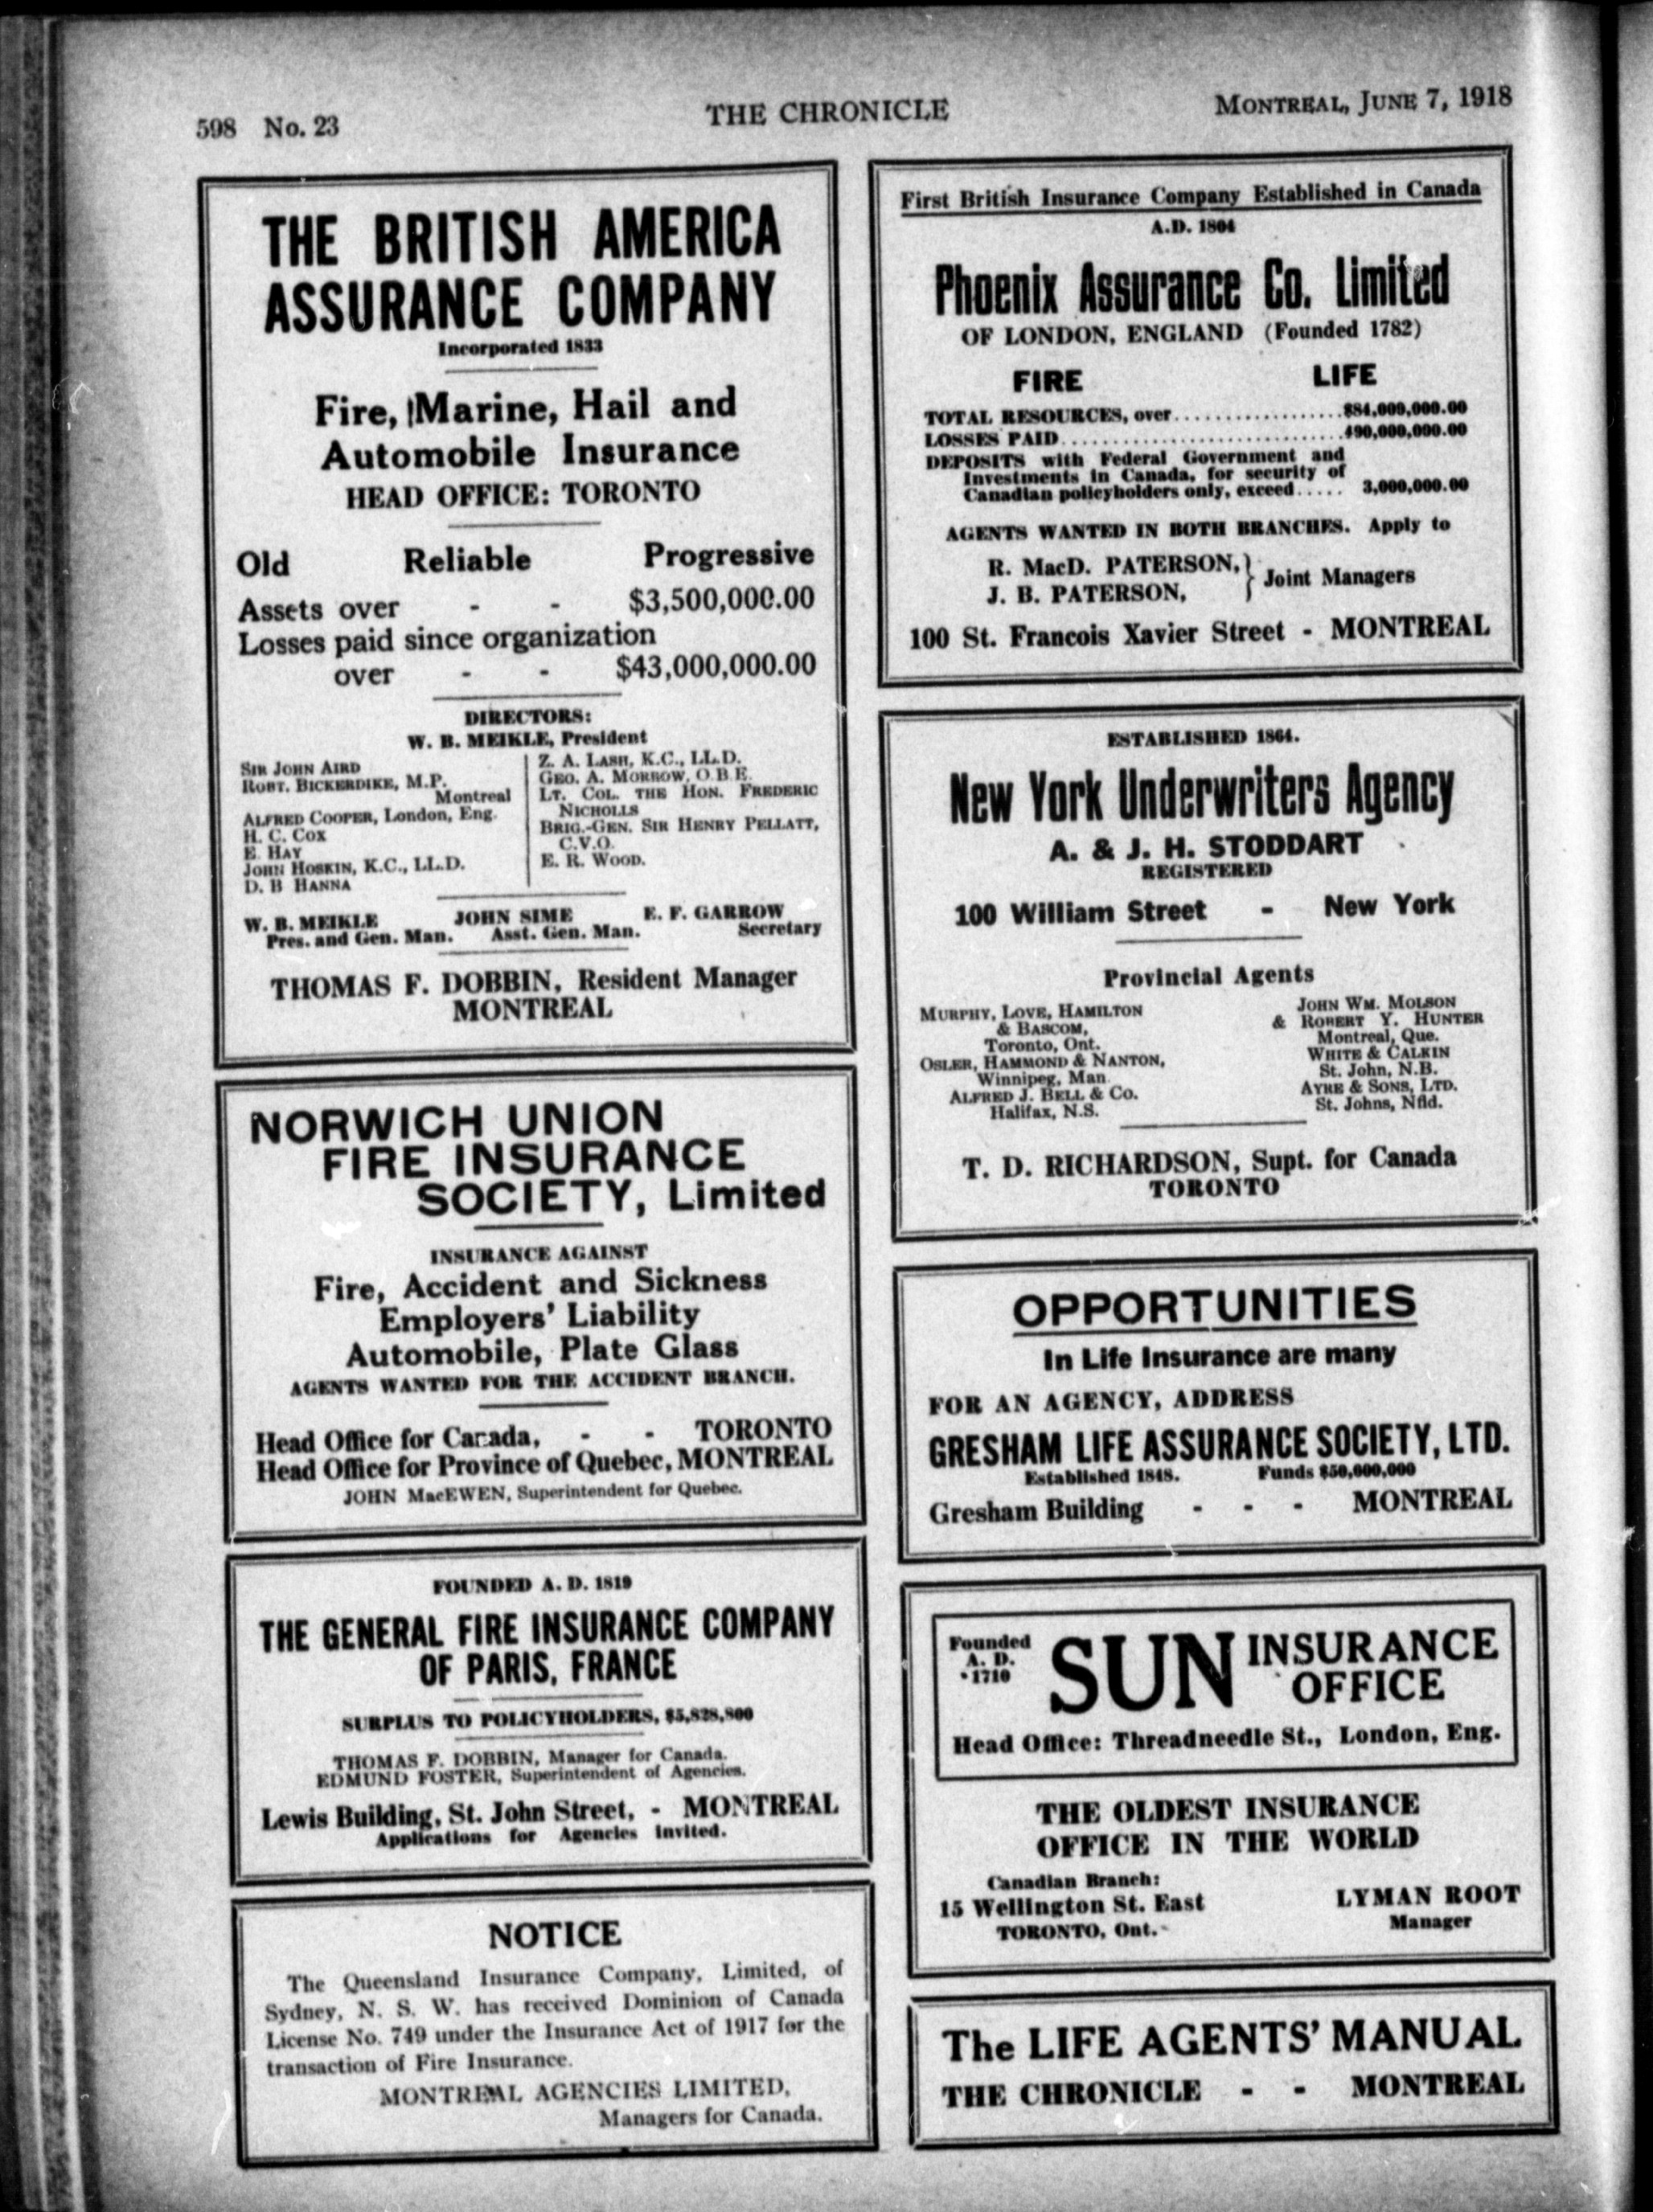 598 No. 23
THE CHRONICLE
MONTREAL, JUNE 7, 1918
THE BRITISH AMERICA
ASSURANCE COMPANY
Incorporated 1833
Fire, Marine, Hail and
Automobile Insurance
HEAD OFFICE: TORONTO
Old Reliable Progressive
Assets over - - $3,500,000.00
Losses paid since organization
over - - $43,000,000.00
DIRECTORS:
W. B. MEIKLE, President
SIR JOHN AIRD
ROBT. BICKERDIKE, M.P.
Montreal
ALFRED COOPER, London, Eng.
H. C. COX
E. HAY
JOHN HOSKIN, K.C., LL.D.
D. B HANNA
Z. A. LASH, K.C., LL.D.
GEO. A. MORROW, O.B.E.
LT. COL. THE HON. FREDERIC
NICHOLLS
BRIG.-GEN. SIR HENRY PELLATT,
C.V.O.
E. R. WOOD.
W. B. MEIKLE JOHN SIME E. F. GARROW
Pres. and Gen. Man. Asst. Gen. Man. Secretary
THOMAS F. DOBBIN, Resident Manager
MONTREAL
NORWICH UNION
FIRE INSURANCE
SOCIETY, Limited
INSURANCE AGAINST
Fire, Accident and Sickness
Employers' Liability
Automobile, Plate Glass
AGENTS WANTED FOR THE ACCIDENT BRANCH.
Head Office for Canada, - - TORONTO
Head Office for Province of Quebec, MONTREAL
JOHN MacEWEN, Superintendent for Quebec.
FOUNDED A. D. 1819
THE GENERAL FIRE INSURANCE COMPANY
OF PARIS, FRANCE
SURPLUS TO POLICYHOLDERS, $5,828,800
THOMAS F. DOBBIN, Manager for Canada.
EDMUND FOSTER, Superintendent of Agencies.
Lewis Building, St. John Street, - MONTREAL
Applications for Agencies invited.
NOTICE
The Queensland Insurance Company, Limited, of
Sydney, N. S. W. has received Dominion of Canada
License No. 749 under the Insurance Act of 1917 for the
transaction of Fire Insurance.
MONTREAL AGENCIES LIMITED,
Managers for Canada.
First British Insurance Company Established in Canada
A.D. 1804
Phoenix Assurance Co. Limited
OF LONDON, ENGLAND (Founded 1782)
FIRE LIFE
TOTAL RESOURCES, over..................$84,000,000.00
LOSSES PAID..............................490,000,000.00
DEPOSITS with Federal Government and
Investments in Canada, for security of
Canadian policyholders only, exceed..... 3,000,000.00
AGENTS WANTED IN BOTH BRANCHES. Apply to
R. MacD. PATERSON,
J. B. PATERSON, } Joint Managers
100 St. Francois Xavier Street - MONTREAL
ESTABLISHED 1864.
New York Underwriters Agency
A. & J. H. STODDART
REGISTERED
100 William Street - New York
Provincial Agents
MURPHY, LOVE, HAMILTON
& BASCOM,
Toronto, Ont.
OSLER, HAMMOND & NANTON,
Winnipeg, Man.
ALFRED J. BELL & CO.
Halifax, N.S.
JOHN WM. MOLSON
& ROBERT Y. HUNTER
Montreal, Que.
WHITE & CALKIN
St. John, N.B.
AYRE & SONS, LTD.
St. Johns, Nfld.
T. D. RICHARDSON, Supt. for Canada
TORONTO
OPPORTUNITIES
In Life Insurance are many
FOR AN AGENCY, ADDRESS
GRESHAM LIFE ASSURANCE SOCIETY, LTD.
Established 1848. Funds $50,000,000
Gresham Building - - - MONTREAL
Founded
A. D.
1710
SUN INSURANCE
OFFICE
Head Office: Threadneedle St., London, Eng.
THE OLDEST INSURANCE
OFFICE IN THE WORLD
Canadian Branch:
15 Wellington St. East
TORONTO, Ont.
LYMAN ROOT
Manager
The LIFE AGENTS' MANUAL
THE CHRONICLE - - MONTREAL